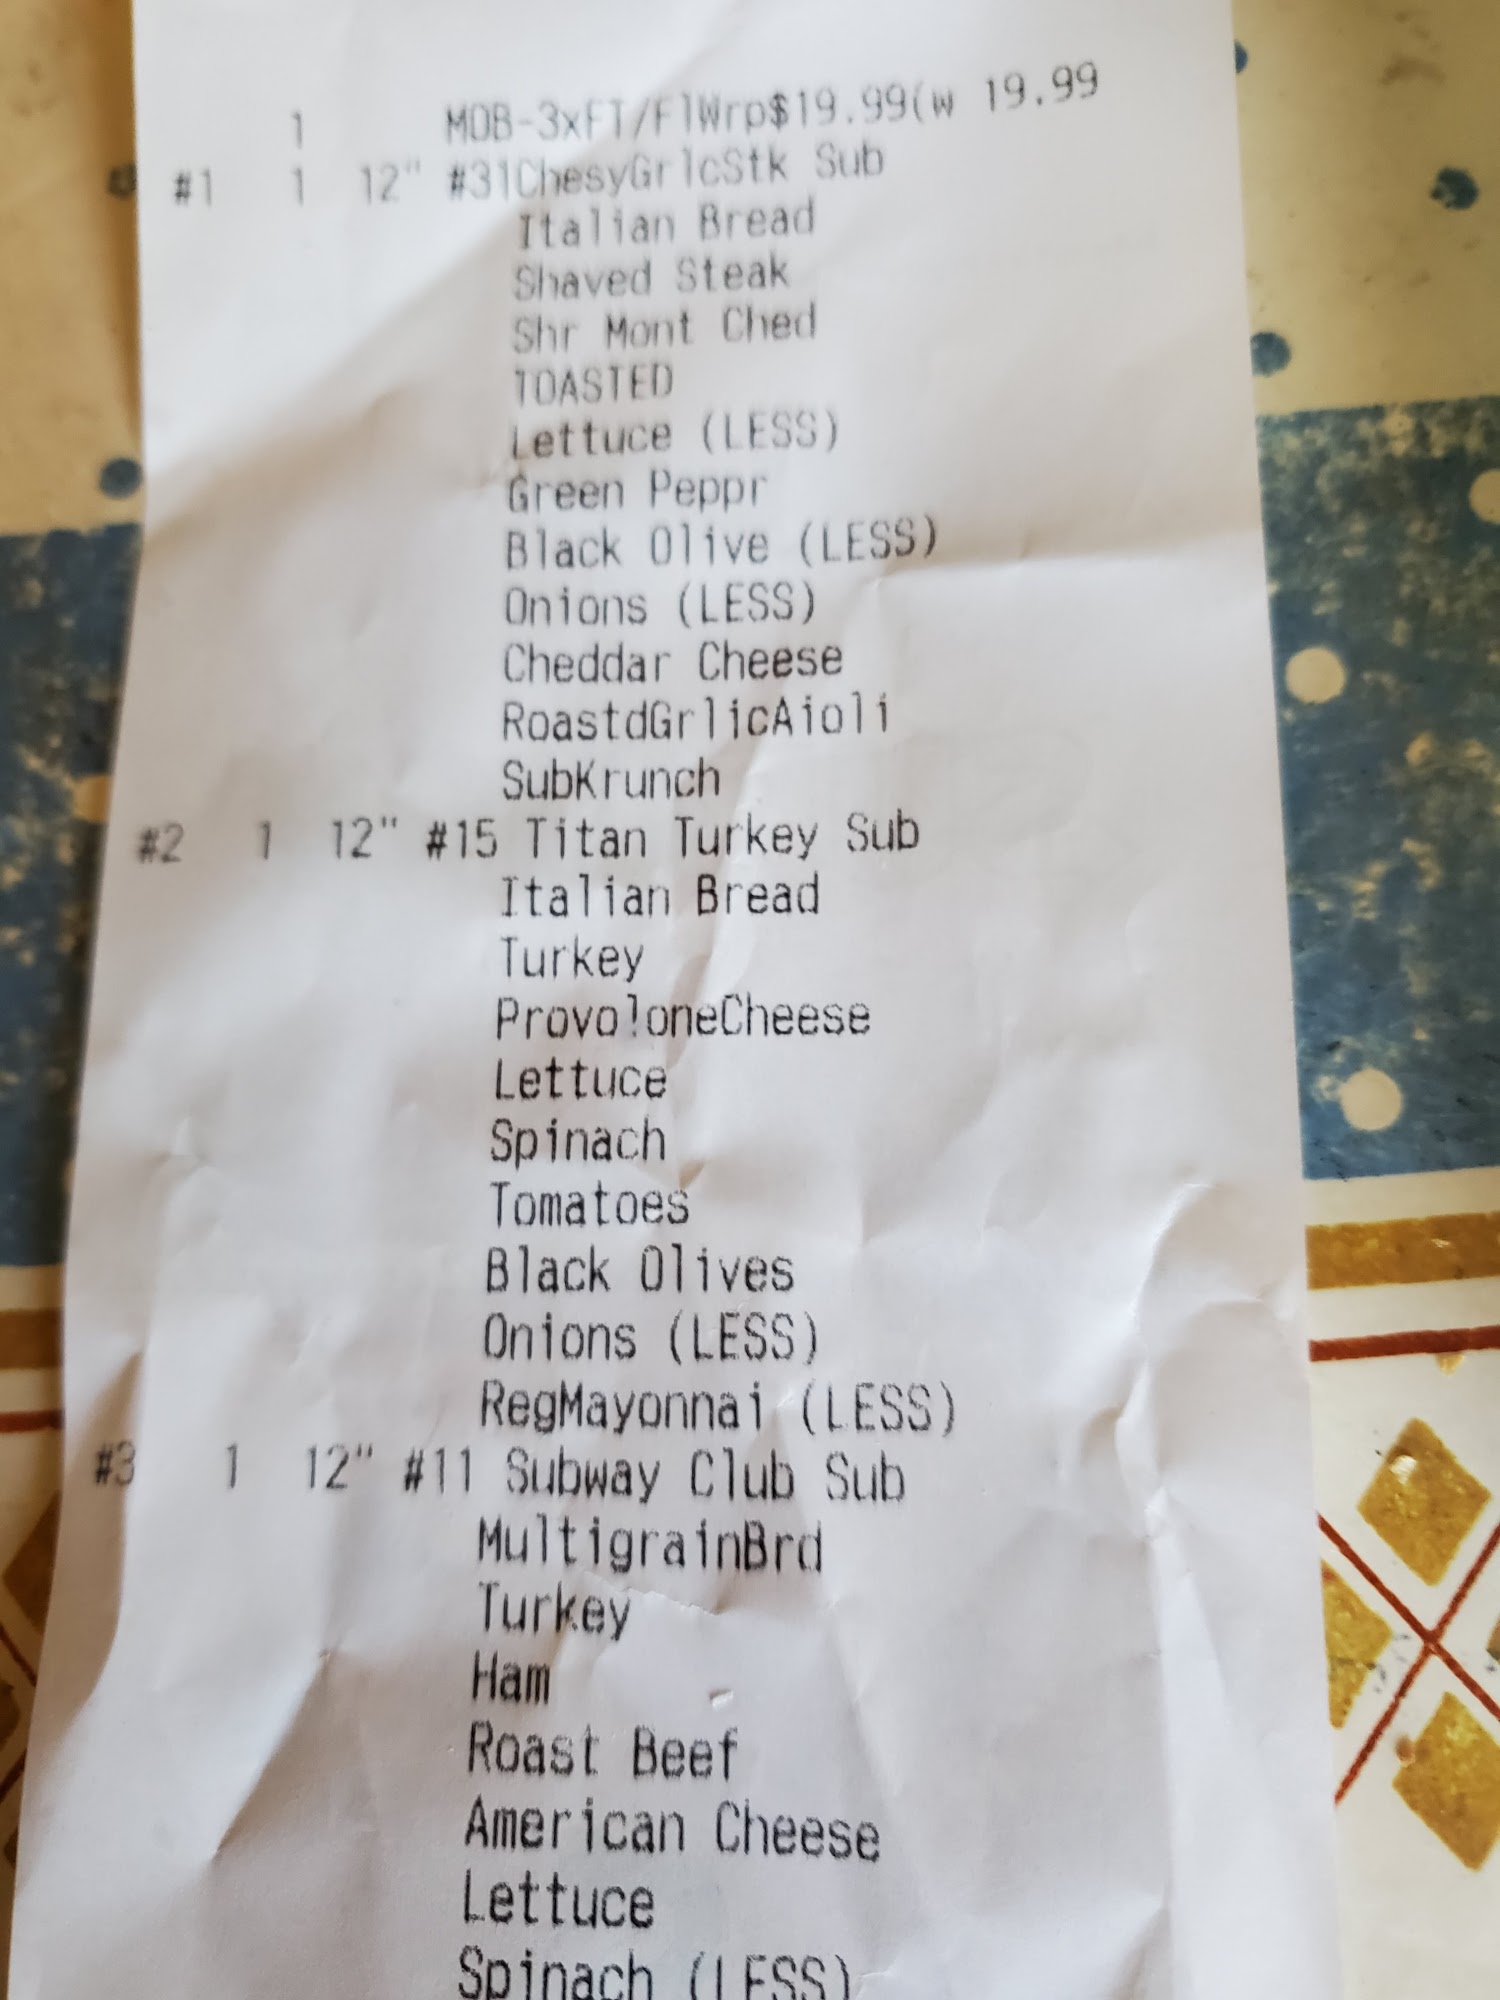 1 MOB-3xFT/FlWrp$19.99(w 19.99
#1 1 12" #31ChesyGrlcStk Sub
Italian Bread
Shaved Steak
Shr Mont Ched
TOASTED
Lettuce (LESS)
Green Peppr
Black Olive (LESS)
Onions (LESS)
Cheddar Cheese
RoastdGrlicAioli
SubKrunch
#2 1 12" #15 Titan Turkey Sub
Italian Bread
Turkey
ProvoloneCheese
Lettuce
Spinach
Tomatoes
Black Olives
Onions (LESS)
RegMayonnai (LESS)
#3 1 12" #11 Subway Club Sub
MultigrainBrd
Turkey
Ham
Roast Beef
American Cheese
Lettuce
Spinach (LESS)